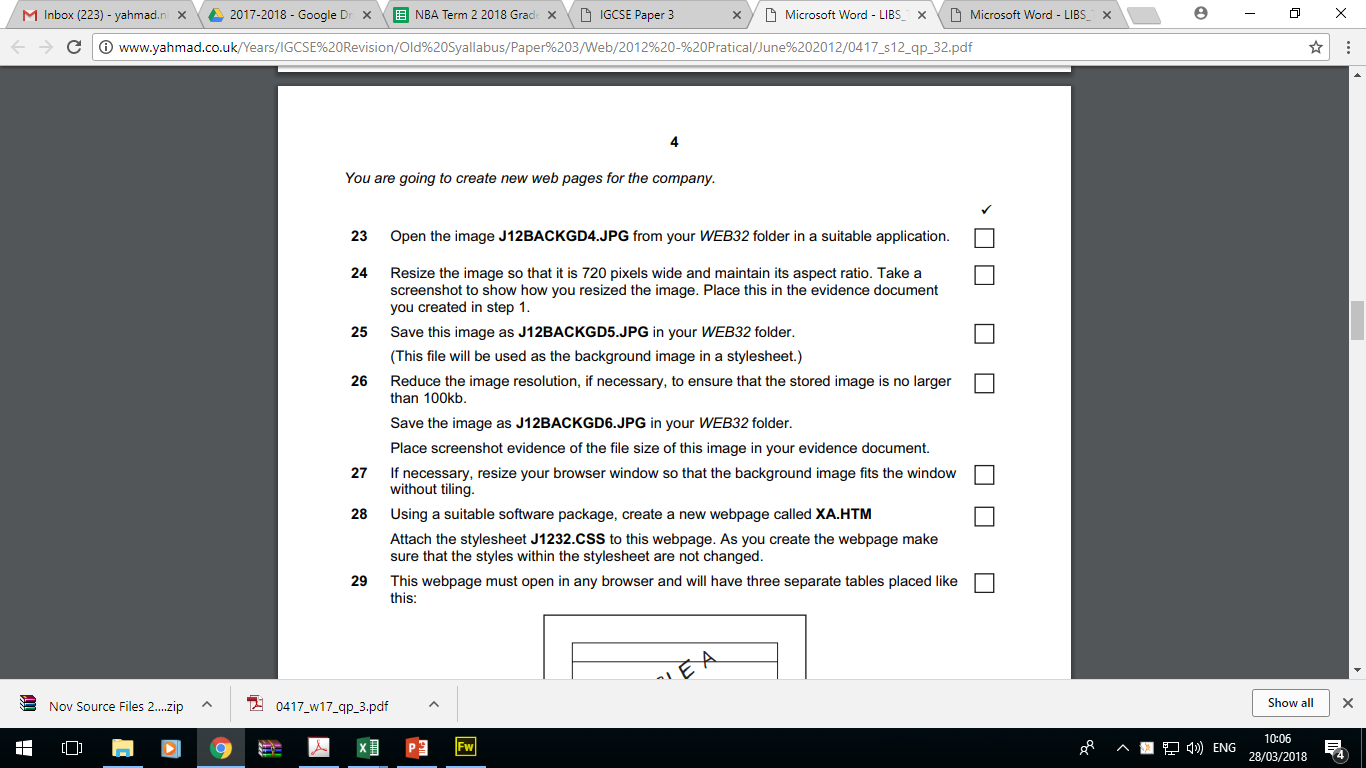 Inbox (223) - yahmad.n
2017-2018 - Google Dr
NBA Term 2 2018 Grad
IGCSE Paper 3
Microsoft Word - LIBS_
Microsoft Word - LIBS_
www.yahmad.co.uk/Years/IGCSE%20Revision/Old%20Syallabus/Paper%203/Web/2012%20-%20Pratical/June%202012/0417_s12_qp_32.pdf
4
You are going to create new web pages for the company.
✓
23 Open the image J12BACKGD4.JPG from your WEB32 folder in a suitable application.
24 Resize the image so that it is 720 pixels wide and maintain its aspect ratio. Take a
screenshot to show how you resized the image. Place this in the evidence document
you created in step 1.
25 Save this image as J12BACKGD5.JPG in your WEB32 folder.
(This file will be used as the background image in a stylesheet.)
26 Reduce the image resolution, if necessary, to ensure that the stored image is no larger
than 100kb.
Save the image as J12BACKGD6.JPG in your WEB32 folder.
Place screenshot evidence of the file size of this image in your evidence document.
27 If necessary, resize your browser window so that the background image fits the window
without tiling.
28 Using a suitable software package, create a new webpage called XA.HTM
Attach the stylesheet J1232.CSS to this webpage. As you create the webpage make
sure that the styles within the stylesheet are not changed.
29 This webpage must open in any browser and will have three separate tables placed like
this:
LE A
Nov Source Files 2....zip
0417_w17_qp_3.pdf
Show all
Fw
ENG
10:06
28/03/2018
4